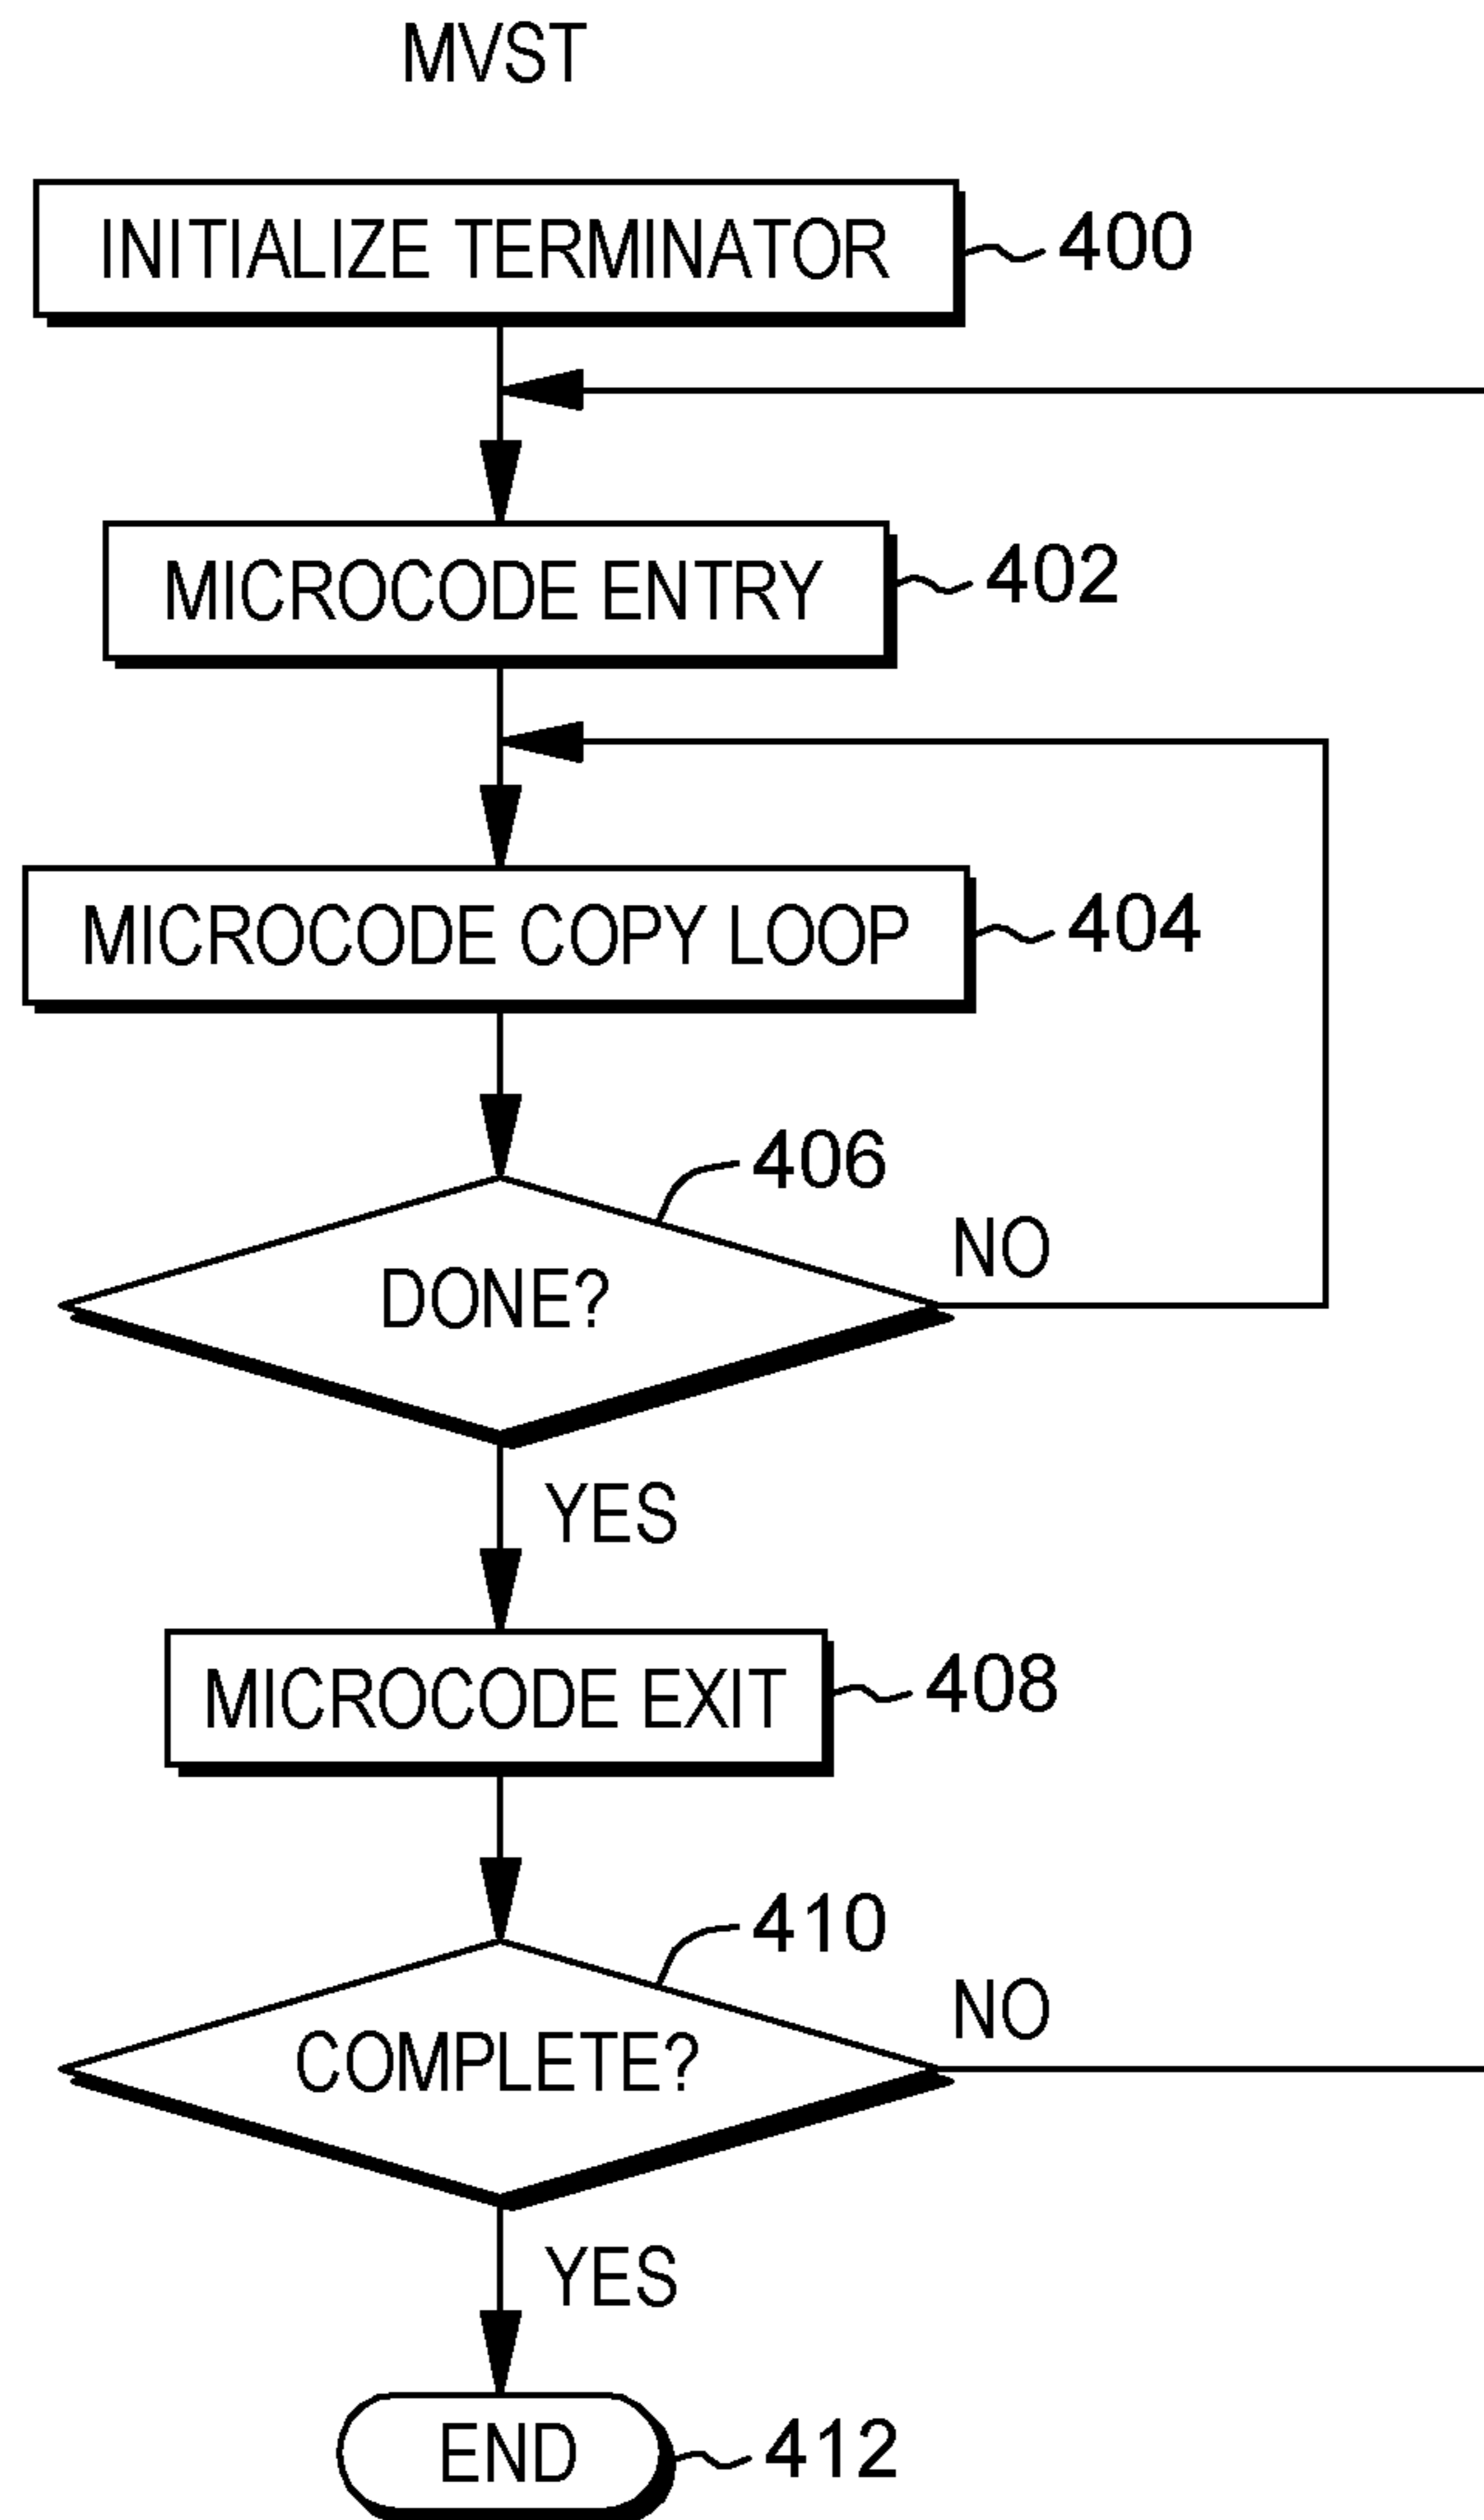 MVST
INITIALIZE TERMINATOR
400
MICROCODE ENTRY
402
MICROCODE COPY LOOP
404
406
DONE?
NO
YES
MICROCODE EXIT
408
410
COMPLETE?
NO
YES
END
412